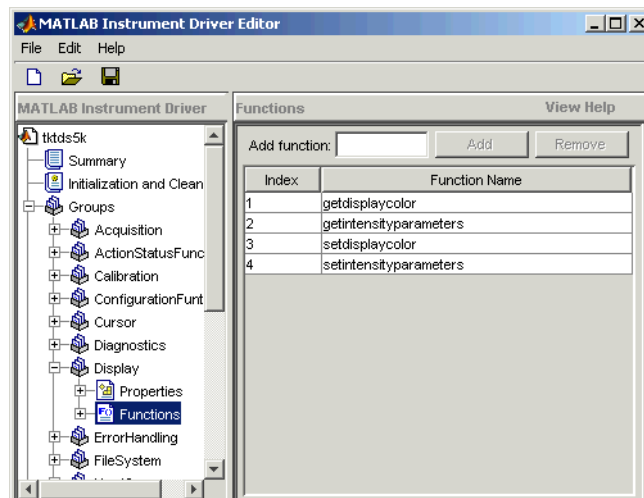 MATLAB Instrument Driver Editor
File Edit Help
MATLAB Instrument Driver
tktds5k
Summary
Initialization and Clean
Groups
Acquisition
ActionStatusFunc
Calibration
ConfigurationFunt
Cursor
Diagnostics
Display
Properties
Functions
ErrorHandling
FileSystem
Functions View Help
Add function: Add Remove
Index Function Name
1 getdisplaycolor
2 getintensityparameters
3 setdisplaycolor
4 setintensityparameters